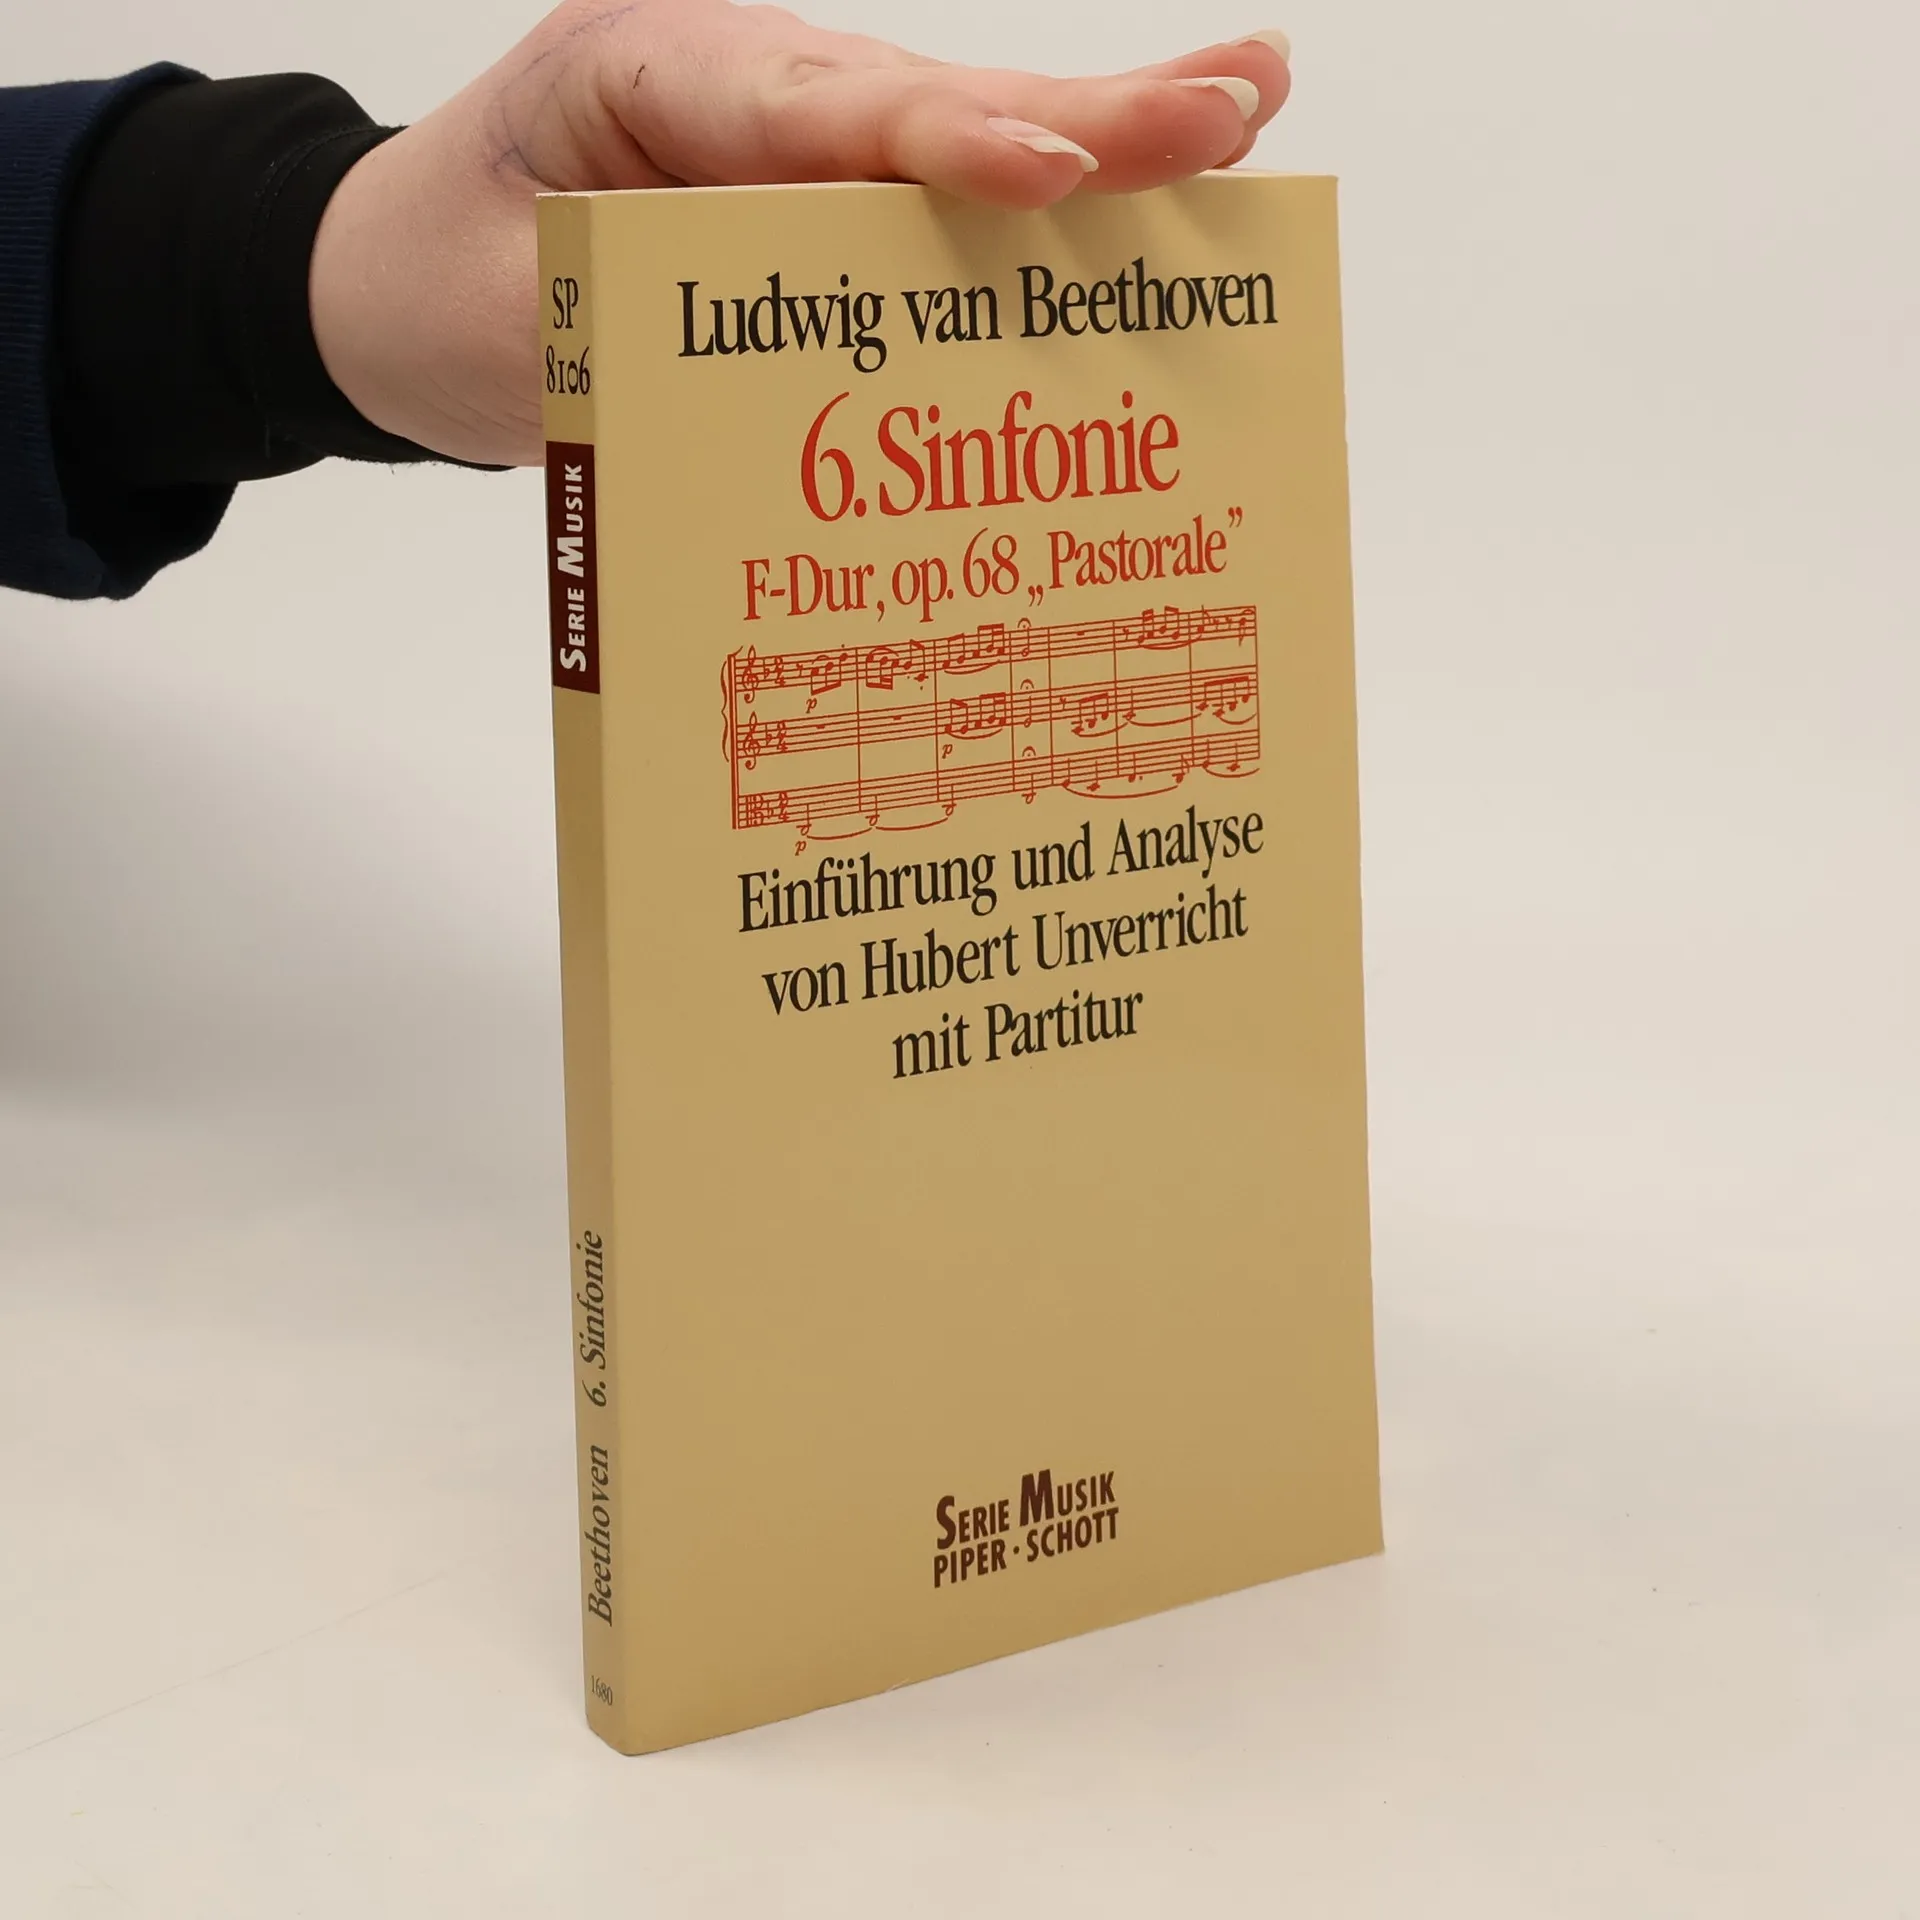 Ludwig van Beethoven
6. Sinfonie
F-Dur, op. 68 „Pastorale”
p
p
p
Einführung und Analyse
von Hubert Unverricht
mit Partitur
SERIE MUSIK
PIPER · SCHOTT
SP
8106
SERIE MUSIK
Beethoven 6. Sinfonie
1680